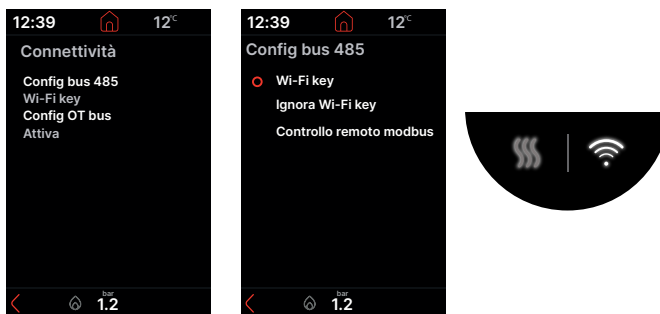 12:39 12°C
Connettività
Config bus 485
Wi-Fi key
Config OT bus
Attiva
bar
1.2
12:39 12°C
Config bus 485
Wi-Fi key
Ignora Wi-Fi key
Controllo remoto modbus
bar
1.2